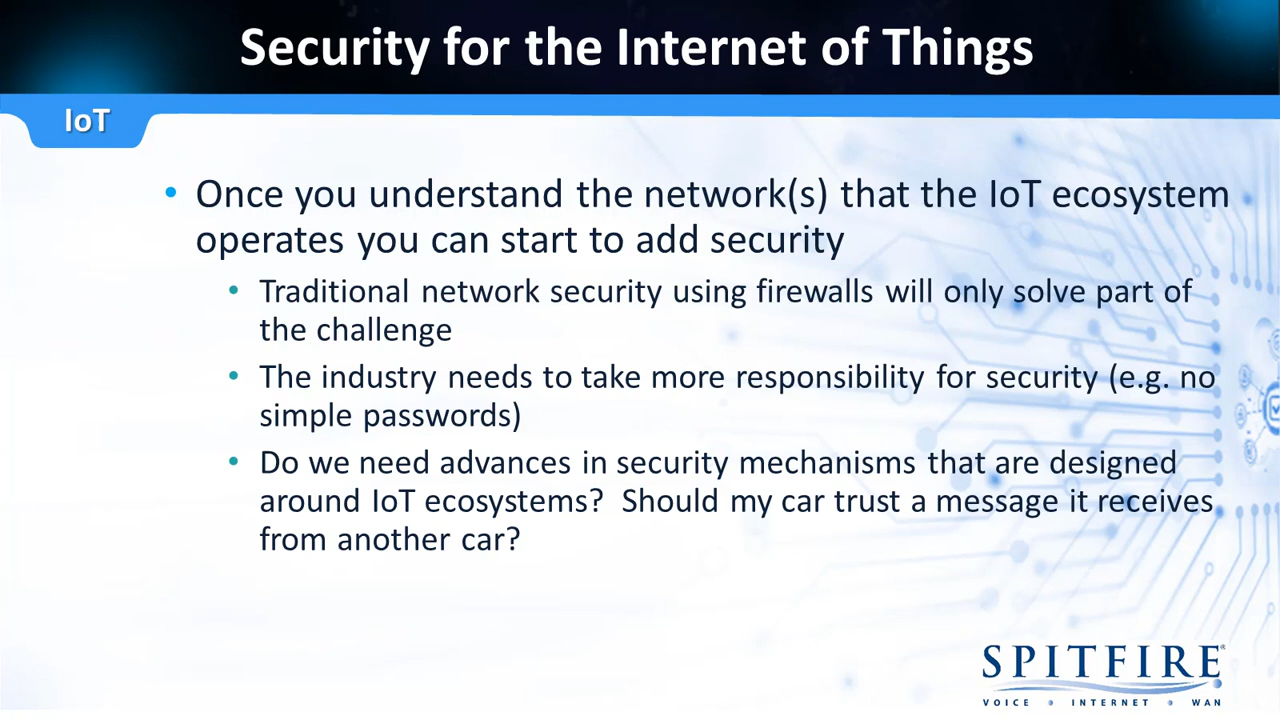 Security for the Internet of Things
IoT
• Once you understand the network(s) that the IoT ecosystem
operates you can start to add security
• Traditional network security using firewalls will only solve part of
the challenge
• The industry needs to take more responsibility for security (e.g. no
simple passwords)
• Do we need advances in security mechanisms that are designed
around IoT ecosystems?  Should my car trust a message it receives
from another car?
SPITFIRE®
VOICE • INTERNET • WAN